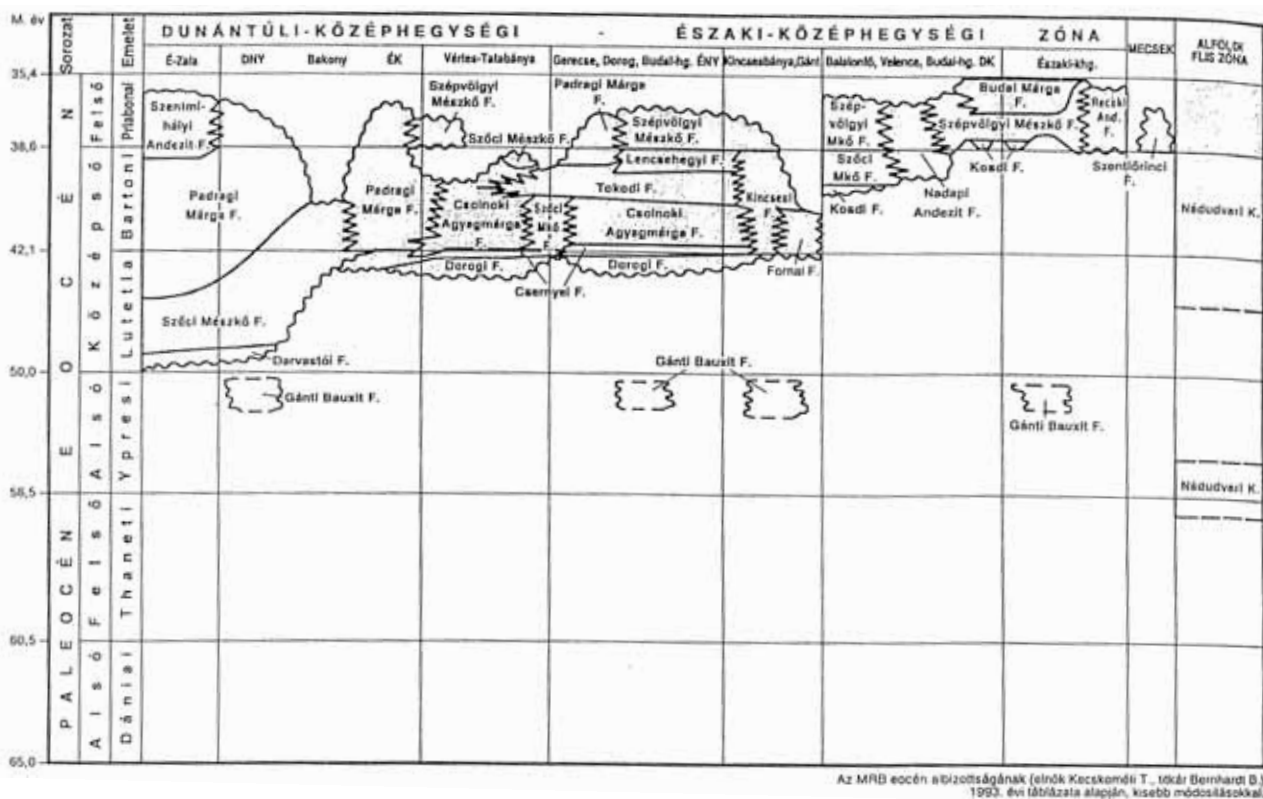 M. év
Sorozat
Emelet
DUNÁNTÚLI-KÖZÉPHEGYSÉGI - ÉSZAKI-KÖZÉPHEGYSÉGI ZÓNA
MECSEK
ALFÖLDI
FLIS ZÓNA
É-Zala
DNY
Bakony
ÉK
Vértes-Tatabánya
Gerecse, Dorog, Budai-hg. ÉNY
Kincsesbánya, Gánt
Balatonfő, Velence, Budai-hg. DK
Északi-khg.
35,4
38,6
42,1
50,0
56,5
60,5
65,0
EOCÉN
PALEOCÉN
Felső
Középső
Alsó
Felső
Alsó
Priabonai
Bartoni
Lutetiai
Ypresi
Thaneti
Dániai
Szentmi-
hályi
Andezit F.
Padragi
Márga F.
Szőci Mészkő F.
Darvastói F.
Gánti Bauxit F.
Padragi
Márga F.
Szépvölgyi
Mészkő F.
Szőci Mészkő F.
Csolnoki
Agyagmárga
F.
Szőci
Mkő
F.
Dorogi F.
Csernyei F.
Padragi Márga
F.
Szépvölgyi
Mészkő F.
Lencsehegyi F.
Tokodi F.
Csolnoki
Agyagmárga F.
Dorogi F.
Kincsesi
F.
Fornai F.
Gánti Bauxit F.
Szép-
völgyi
Mkő F.
Szőci
Mkő F.
Kosdi F.
Nadapi
Andezit F.
Budai Márga
F.
Szépvölgyi Mészkő F.
Kosdi F.
Recski
And.
F.
Gánti Bauxit F.
Szentlőrinci
F.
Nádudvari K.
Nádudvari K.
Az MRB eocén albizottságának (elnök Kecskeméti T., titkár Bernhardt B.)
1993. évi táblázata alapján, kisebb módosításokkal